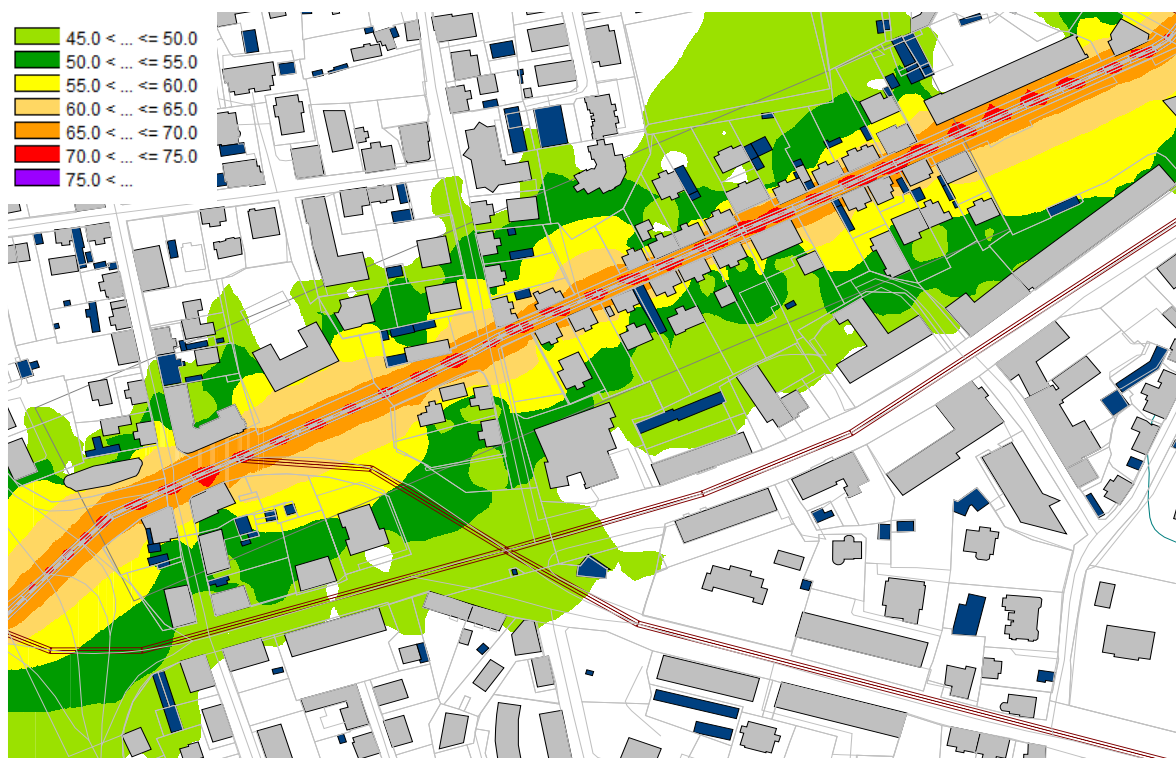 45.0 < ... <= 50.0
50.0 < ... <= 55.0
55.0 < ... <= 60.0
60.0 < ... <= 65.0
65.0 < ... <= 70.0
70.0 < ... <= 75.0
75.0 < ...